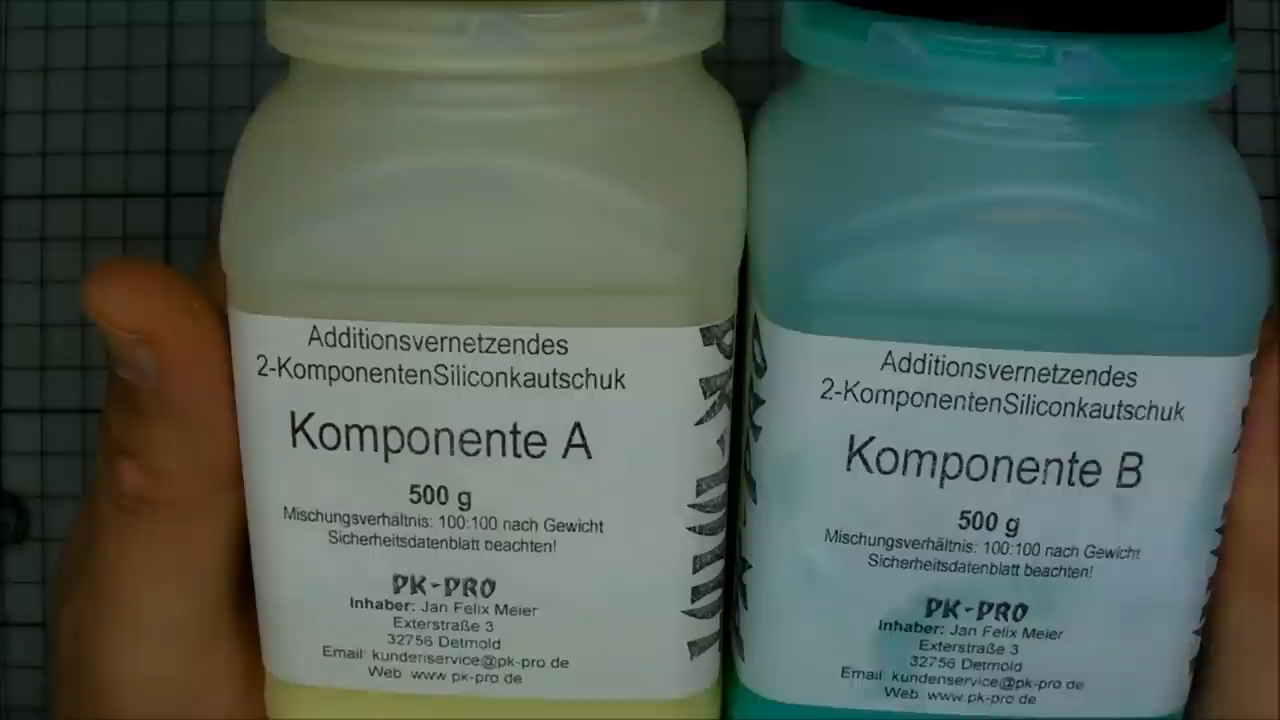 Additionsvernetzendes
2-KomponentenSiliconkautschuk
Komponente A
500 g
Mischungsverhältnis: 100:100 nach Gewicht
Sicherheitsdatenblatt beachten!
PK-PRO
Inhaber: Jan Felix Meier
Exterstraße 3
32756 Detmold
Email: kundenservice@pk-pro.de
Web: www.pk-pro.de
Additionsvernetzendes
2-KomponentenSiliconkautschuk
Komponente B
500 g
Mischungsverhältnis: 100:100 nach Gewicht
Sicherheitsdatenblatt beachten!
PK-PRO
Inhaber: Jan Felix Meier
Exterstraße 3
32756 Detmold
Email: kundenservice@pk-pro.de
Web: www.pk-pro.de